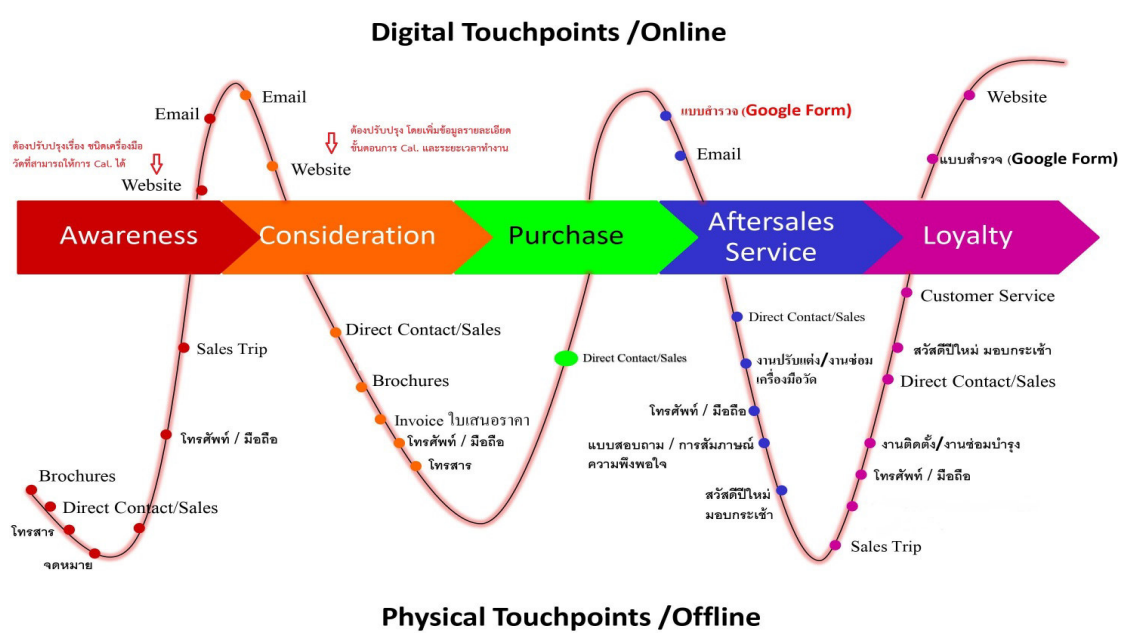 Digital Touchpoints /Online
Email
Email
Website
แบบสำรวจ (Google Form)
ต้องปรับปรุง โดยเพิ่มข้อมูลรายละเอียด
ขั้นตอนการ Cal. และระยะเวลาทำงาน
ต้องปรับปรุงเรื่อง ชนิดเครื่องมือ
วัดที่สามารถให้การ Cal. ได้
Email
แบบสำรวจ (Google Form)
Website
Website
Awareness
Consideration
Purchase
Aftersales
Service
Loyalty
Customer Service
Direct Contact/Sales
Direct Contact/Sales
Sales Trip
สวัสดีปีใหม่ มอบกระเช้า
Direct Contact/Sales
งานปรับแต่ง/งานซ่อม
เครื่องมือวัด
Brochures
Direct Contact/Sales
Invoice ใบเสนอราคา
โทรศัพท์ / มือถือ
โทรศัพท์ / มือถือ
โทรศัพท์ / มือถือ
แบบสอบถาม / การสัมภาษณ์
ความพึงพอใจ
งานติดตั้ง/งานซ่อมบำรุง
โทรสาร
Brochures
โทรศัพท์ / มือถือ
สวัสดีปีใหม่
มอบกระเช้า
Direct Contact/Sales
โทรสาร
Sales Trip
จดหมาย
Physical Touchpoints /Offline